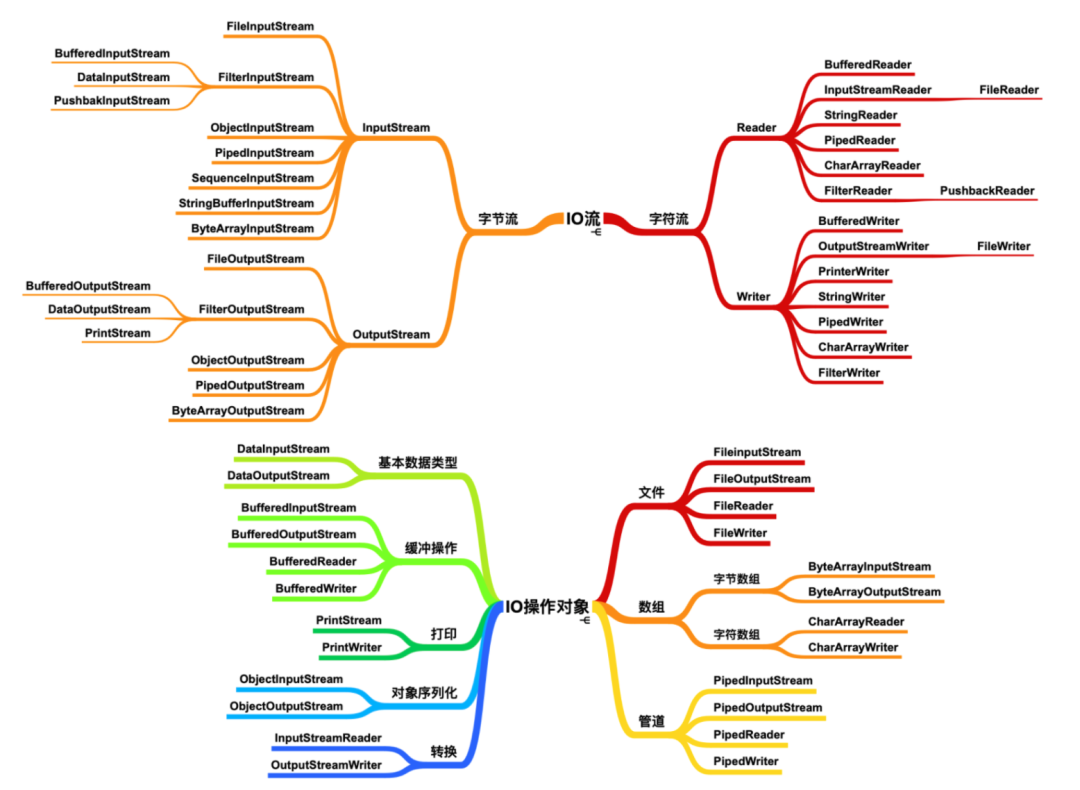 IO流
字节流
InputStream
FileInputStream
FilterInputStream
BufferedInputStream
DataInputStream
PushbakInputStream
ObjectInputStream
PipedInputStream
SequenceInputStream
StringBufferInputStream
ByteArrayInputStream
OutputStream
FileOutputStream
FilterOutputStream
BufferedOutputStream
DataOutputStream
PrintStream
ObjectOutputStream
PipedOutputStream
ByteArrayOutputStream
字符流
Reader
BufferedReader
InputStreamReader
FileReader
StringReader
PipedReader
CharArrayReader
FilterReader
PushbackReader
Writer
BufferedWriter
OutputStreamWriter
FileWriter
PrinterWriter
StringWriter
PipedWriter
CharArrayWriter
FilterWriter
IO操作对象
基本数据类型
DataInputStream
DataOutputStream
缓冲操作
BufferedInputStream
BufferedOutputStream
BufferedReader
BufferedWriter
打印
PrintStream
PrintWriter
对象序列化
ObjectInputStream
ObjectOutputStream
转换
InputStreamReader
OutputStreamWriter
文件
FileinputStream
FileOutputStream
FileReader
FileWriter
数组
字节数组
ByteArrayInputStream
ByteArrayOutputStream
字符数组
CharArrayReader
CharArrayWriter
管道
PipedInputStream
PipedOutputStream
PipedReader
PipedWriter